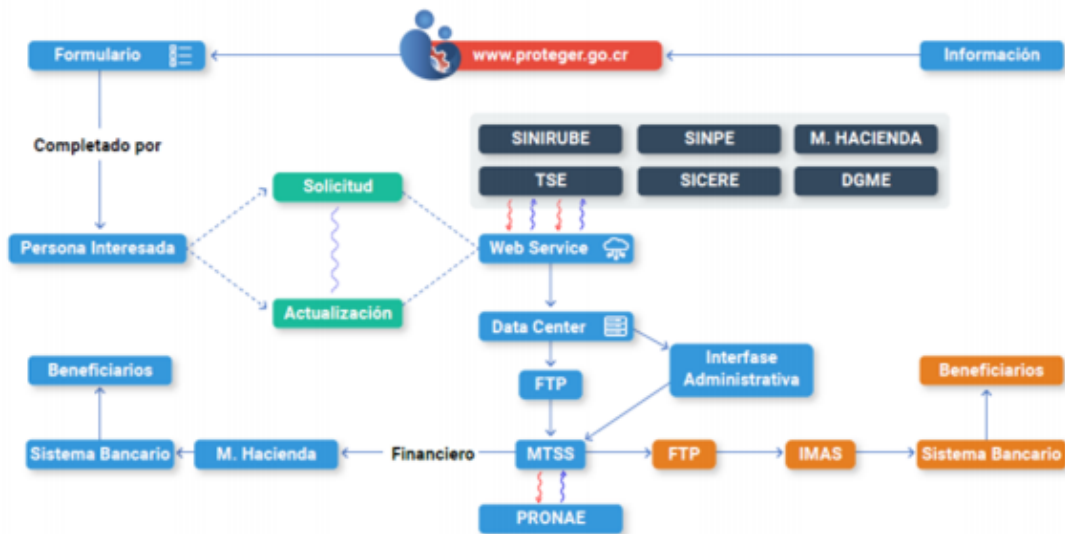 Formulario
www.proteger.go.cr
Información
Completado por
SINIRUBE
SINPE
M. HACIENDA
TSE
SICERE
DGME
Solicitud
Persona Interesada
Web Service
Actualización
Data Center
Interfase
Administrativa
Beneficiarios
FTP
Beneficiarios
Sistema Bancario
M. Hacienda
Financiero
MTSS
FTP
IMAS
Sistema Bancario
PRONAE